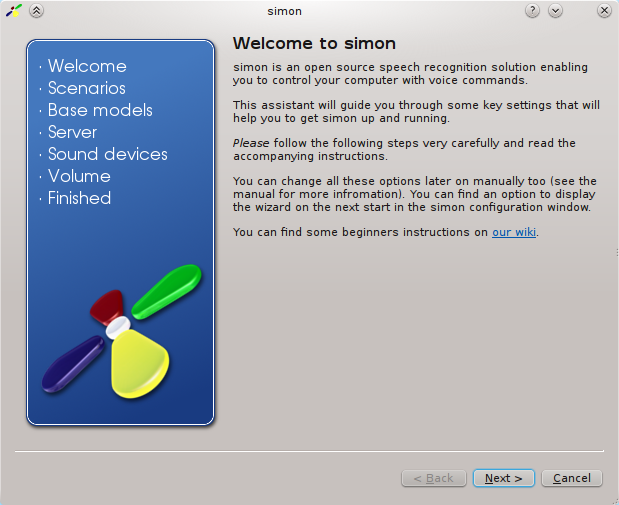 simon
· Welcome
· Scenarios
· Base models
· Server
· Sound devices
· Volume
· Finished
Welcome to simon
simon is an open source speech recognition solution enabling
you to control your computer with voice commands.
This assistant will guide you through some key settings that will
help you to get simon up and running.
Please follow the following steps very carefully and read the
accompanying instructions.
You can change all these options later on manually too (see the
manual for more infromation). You can find an option to display
the wizard on the next start in the simon configuration window.
You can find some beginners instructions on our wiki.
< Back
Next >
Cancel